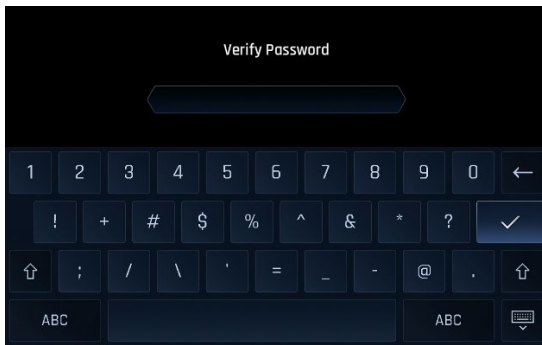 Verify Password
1 2 3 4 5 6 7 8 9 0 ←
! + # $ % ^ & * ? ✓
⇧ ; / \ ' = _ - @ . ⇧
ABC ABC